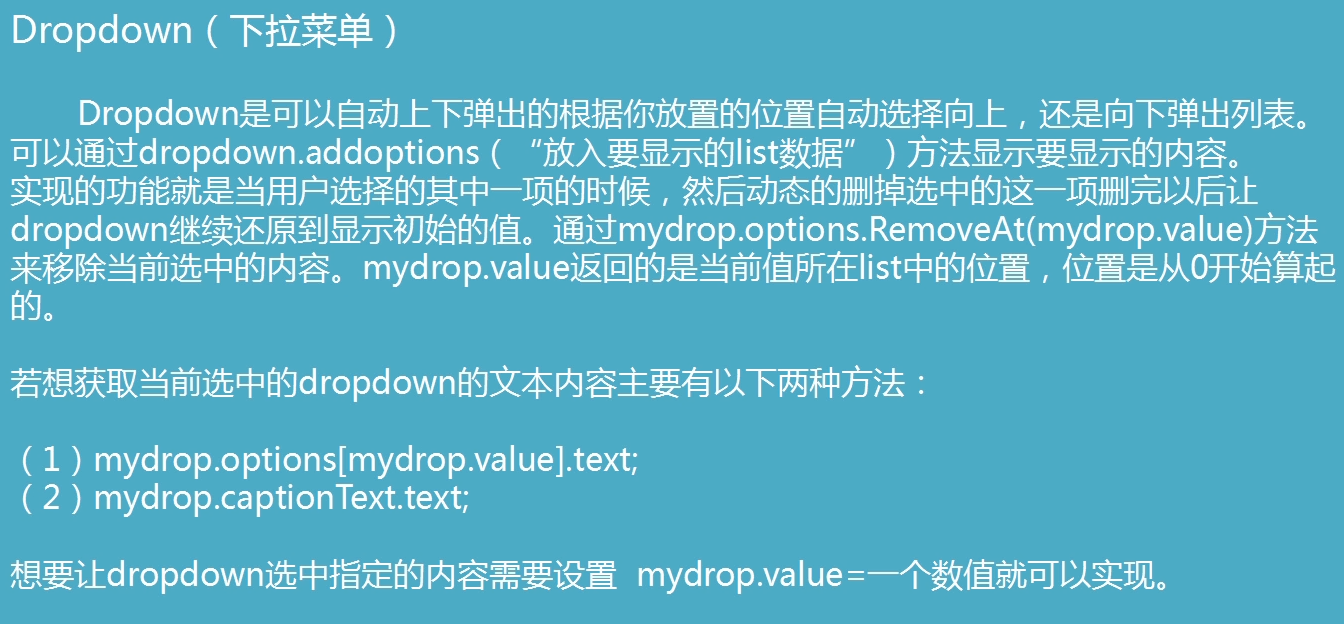 Dropdown（下拉菜单）
Dropdown是可以自动上下弹出的根据你放置的位置自动选择向上，还是向下弹出列表。
可以通过dropdown.addoptions（“放入要显示的list数据”）方法显示要显示的内容。
实现的功能就是当用户选择的其中一项的时候，然后动态的删掉选中的这一项删完以后让
dropdown继续还原到显示初始的值。通过mydrop.options.RemoveAt(mydrop.value)方法
来移除当前选中的内容。mydrop.value返回的是当前值所在list中的位置，位置是从0开始算起
的。
若想获取当前选中的dropdown的文本内容主要有以下两种方法：
（1）mydrop.options[mydrop.value].text;
（2）mydrop.captionText.text;
想要让dropdown选中指定的内容需要设置 mydrop.value=一个数值就可以实现。